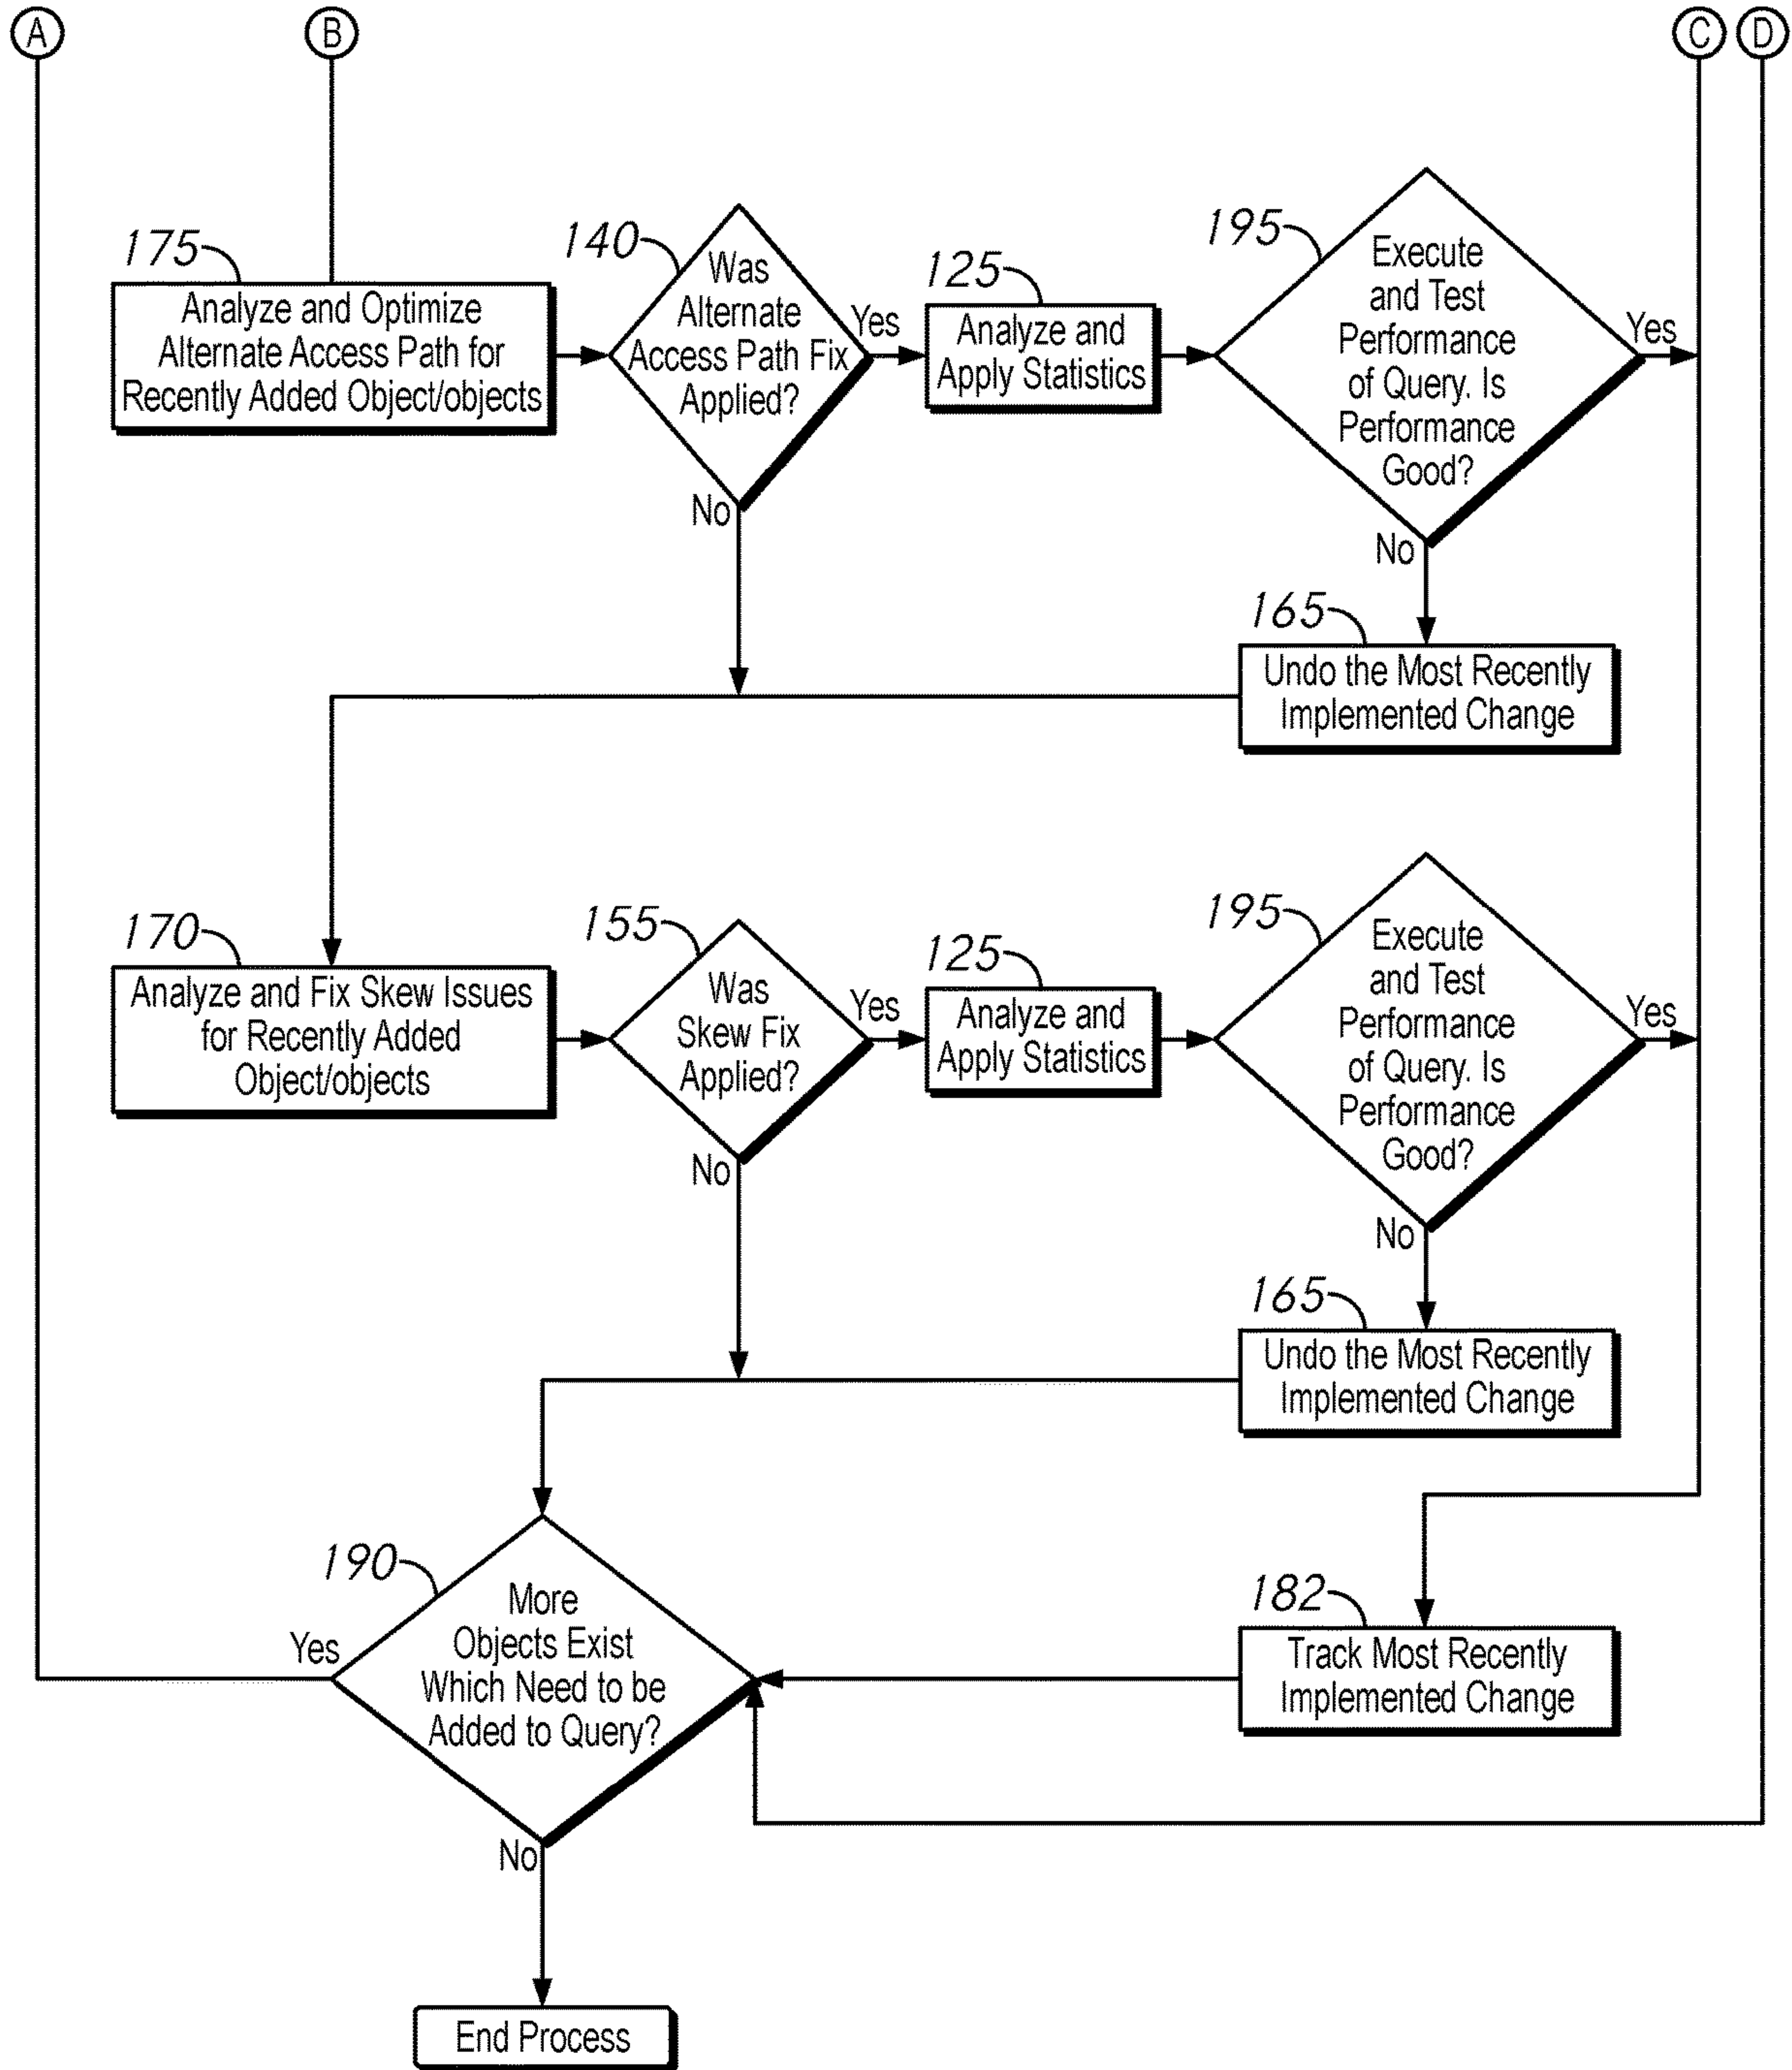 A
B
C
D
175
Analyze and Optimize
Alternate Access Path for
Recently Added Object/objects
140
Was
Alternate
Access Path Fix
Applied?
Yes
No
125
Analyze and
Apply Statistics
195
Execute
and Test
Performance
of Query. Is
Performance
Good?
Yes
No
165
Undo the Most Recently
Implemented Change
170
Analyze and Fix Skew Issues
for Recently Added
Object/objects
155
Was
Skew Fix
Applied?
Yes
No
125
Analyze and
Apply Statistics
195
Execute
and Test
Performance
of Query. Is
Performance
Good?
Yes
No
165
Undo the Most Recently
Implemented Change
190
More
Objects Exist
Which Need to be
Added to Query?
Yes
No
182
Track Most Recently
Implemented Change
End Process